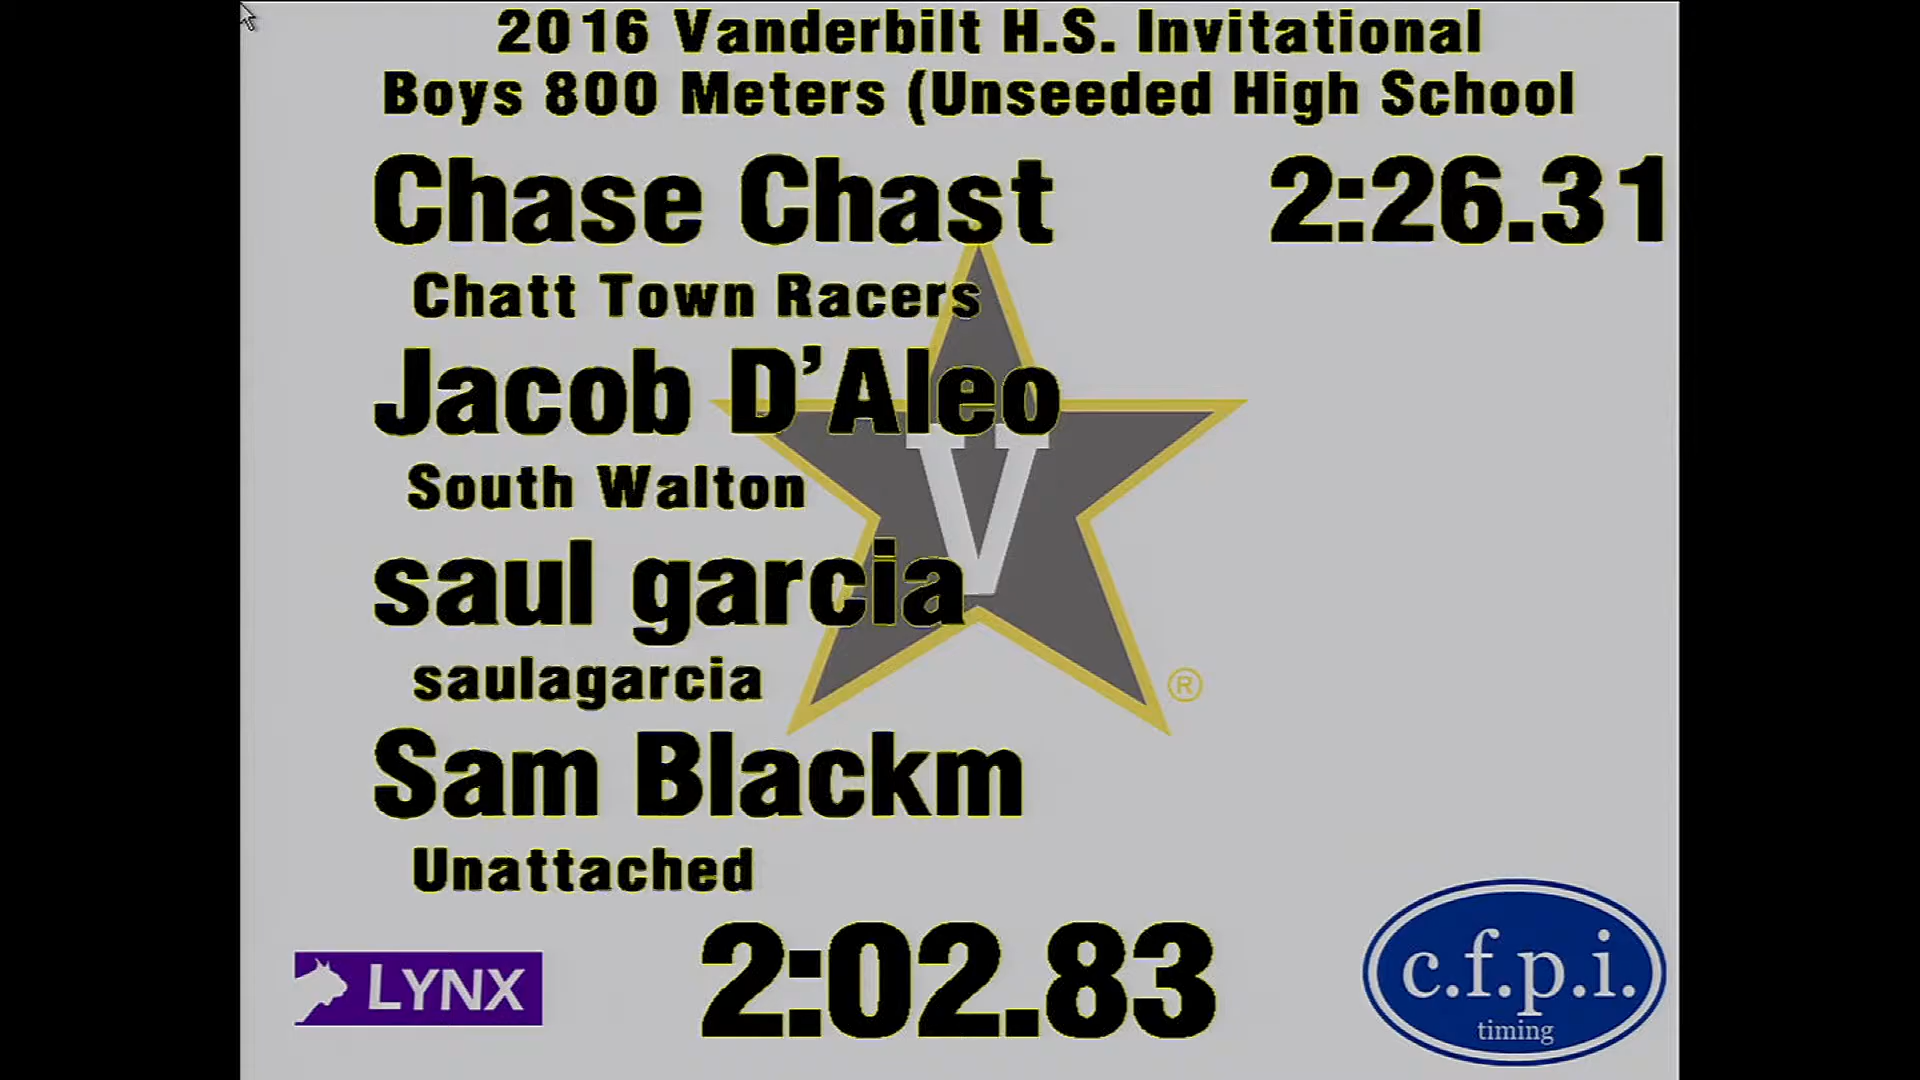 2016 Vanderbilt H.S. Invitational
Boys 800 Meters (Unseeded High School
Chase Chast 2:26.31
Chatt Town Racers
Jacob D’Aleo
South Walton
saul garcia
saulagarcia
Sam Blackm
Unattached
2:02.83
LYNX
c.f.p.i.
timing
V
®